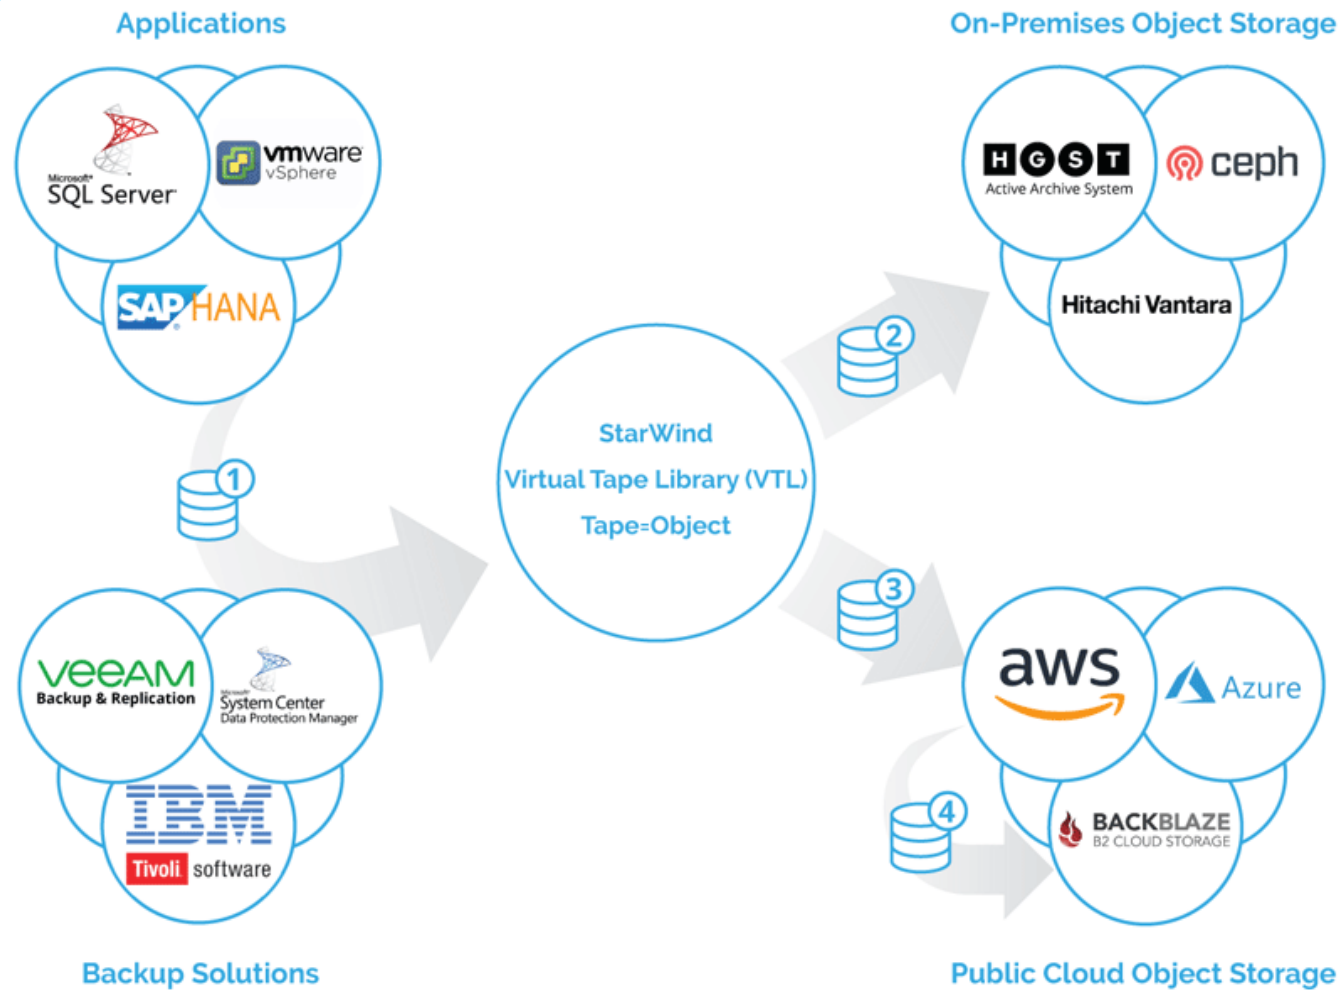 Applications
On-Premises Object Storage
Microsoft®
SQL Server
vmware
vSphere
SAP HANA
®
HGST
Active Archive System
ceph
Hitachi Vantara
1
2
StarWind
Virtual Tape Library (VTL)
Tape=Object
3
veeAM
Backup & Replication
Microsoft®
System Center
Data Protection Manager
IBM
Tivoli software
aws
Azure
4
BACKBLAZE
B2 CLOUD STORAGE
Backup Solutions
Public Cloud Object Storage